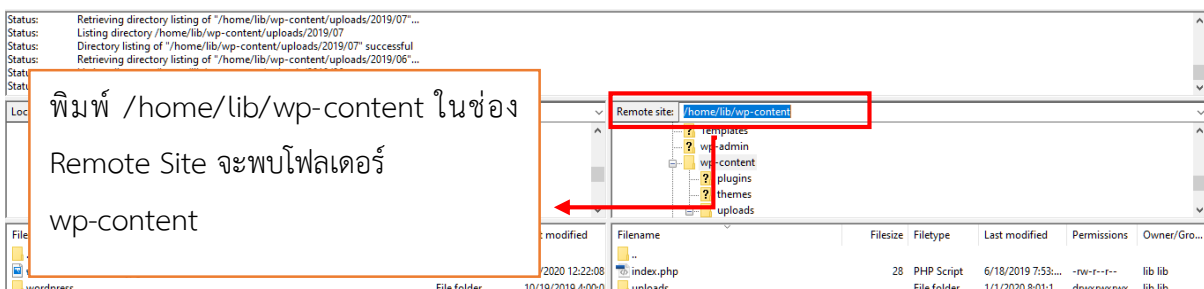 Status: Retrieving directory listing of "/home/lib/wp-content/uploads/2019/07"...
Status: Listing directory /home/lib/wp-content/uploads/2019/07
Status: Directory listing of "/home/lib/wp-content/uploads/2019/07" successful
Status: Retrieving directory listing of "/home/lib/wp-content/uploads/2019/06"...
พิมพ์ /home/lib/wp-content ในช่อง
Remote Site จะพบโฟลเดอร์
wp-content
Remote site: /home/lib/wp-content
Templates
wp-admin
wp-content
plugins
themes
uploads
modified
12:22:08
wordpress File folder 10/19/2019 4:00:0
Filename Filesize Filetype Last modified Permissions Owner/Gro...
..
index.php 28 PHP Script 6/18/2019 7:53:... -rw-r--r-- lib lib
uploads File folder 1/1/2020 8:01:1 drwxrwxrwx lib lib